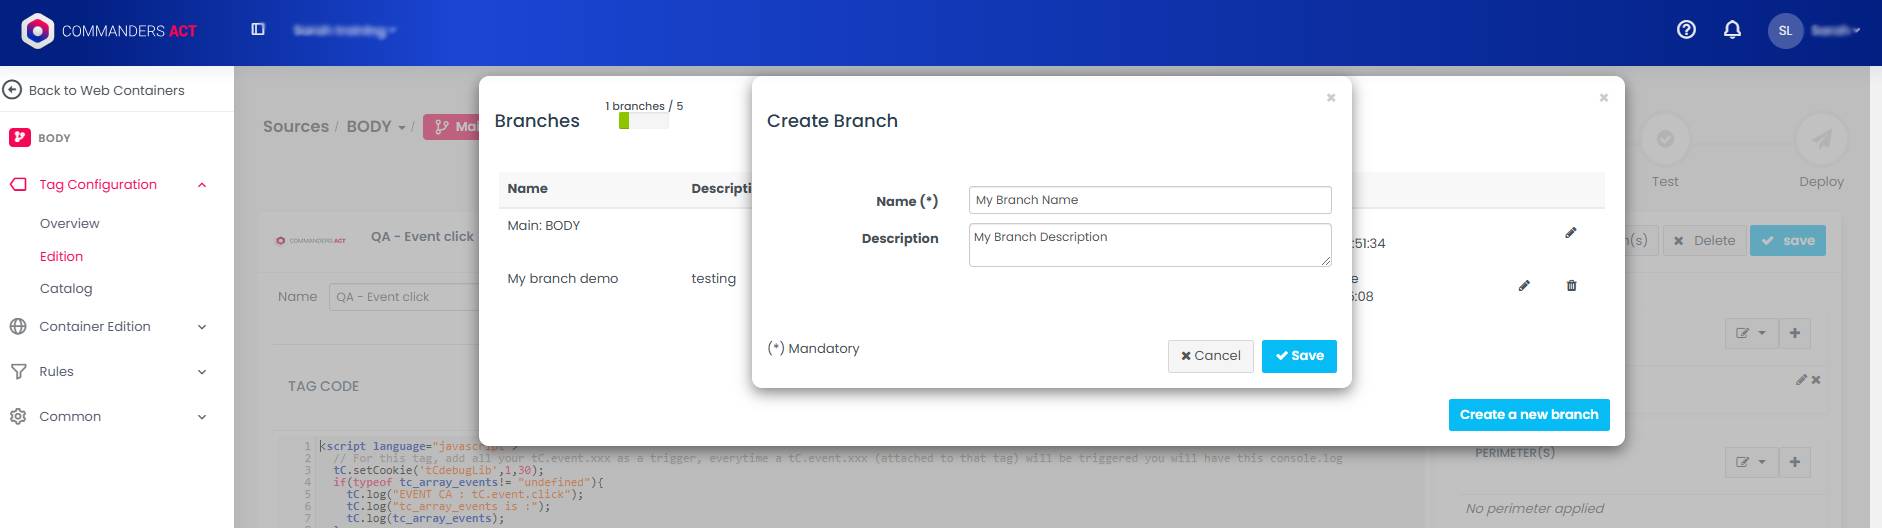 COMMANDERS ACT
SL
Back to Web Containers
BODY
Tag Configuration
Overview
Edition
Catalog
Container Edition
Rules
Common
Sources / BODY /
Test
Deploy
COMMANDERS ACT
QA - Event click
Delete
save
Name
QA - Event click
TAG CODE
Branches
1 branches / 5
Name
Main: BODY
My branch demo
testing
:51:34
:08
Create a new branch
Create Branch
Name (*)
My Branch Name
Description
My Branch Description
(*) Mandatory
Cancel
Save
1 <script language="javascript">
2 // For this tag, add all your tC.event.xxx as a trigger, everytime a tC.event.xxx (attached to that tag) will be triggered you will have this console.log
3 tC.setCookie('tCdebugLib',1,30);
4 if(typeof tc_array_events!= "undefined"){
5 tC.log("EVENT CA : tC.event.click");
6 tC.log("tc_array_events is :");
7 tC.log(tc_array_events);
PERIMETER(S)
No perimeter applied